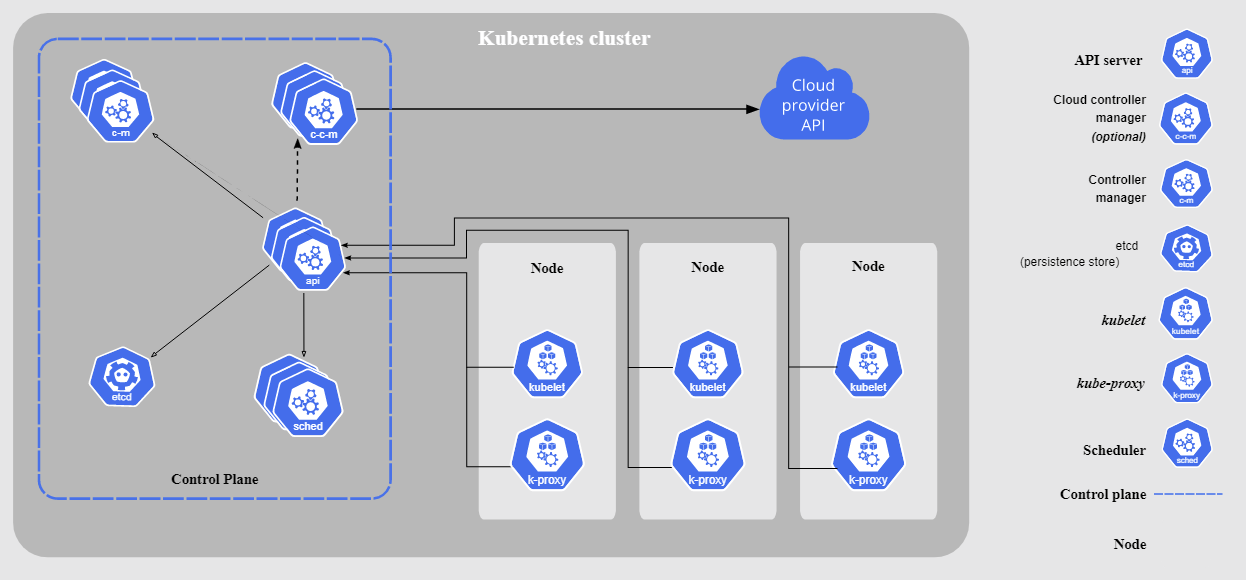 Kubernetes cluster
c-m
c-c-m
Cloud
provider
API
api
etcd
sched
Control Plane
Node
kubelet
k-proxy
Node
kubelet
k-proxy
Node
kubelet
k-proxy
API server
api
Cloud controller
manager
(optional)
c-c-m
Controller
manager
c-m
etcd
(persistence store)
etcd
kubelet
kubelet
kube-proxy
k-proxy
Scheduler
sched
Control plane
Node